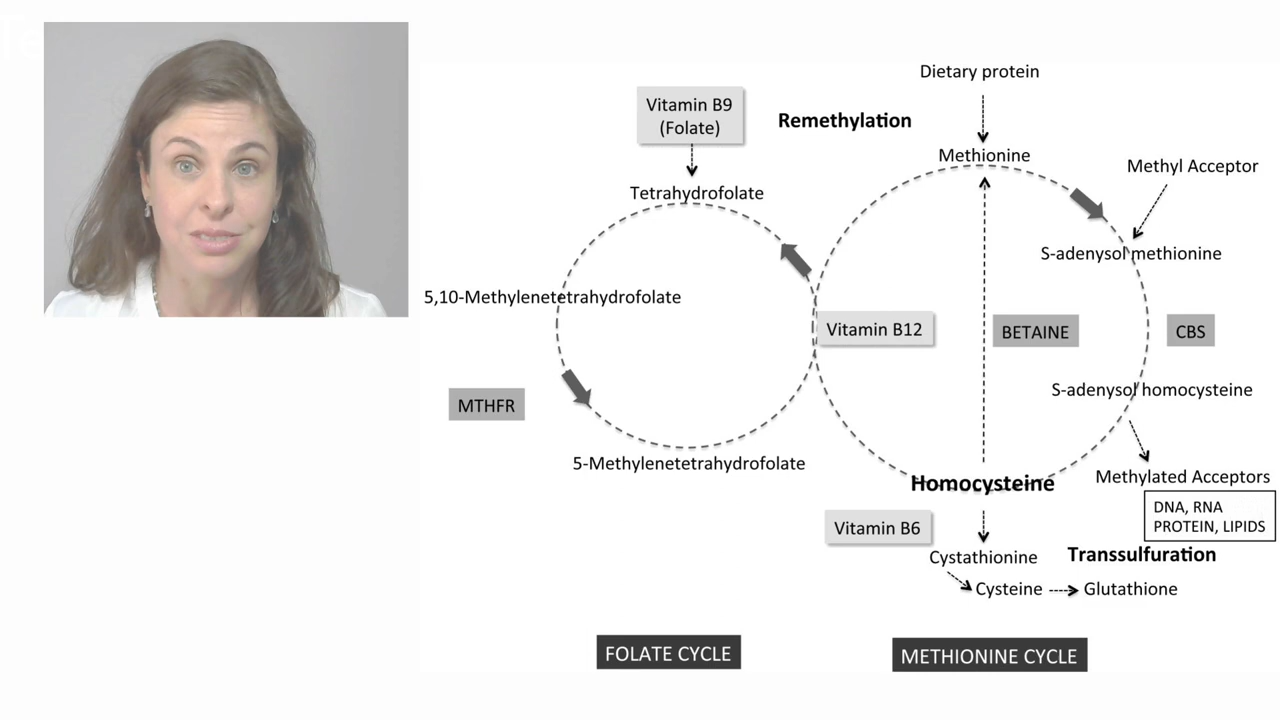 Dietary protein
Vitamin B9
(Folate)
Remethylation
Methionine
Methyl Acceptor
Tetrahydrofolate
S-adenysol methionine
5,10-Methylenetetrahydrofolate
Vitamin B12
BETAINE
CBS
S-adenysol homocysteine
MTHFR
5-Methylenetetrahydrofolate
Methylated Acceptors
Homocysteine
DNA, RNA
PROTEIN, LIPIDS
Vitamin B6
Cystathionine
Transsulfuration
Cysteine
Glutathione
FOLATE CYCLE
METHIONINE CYCLE